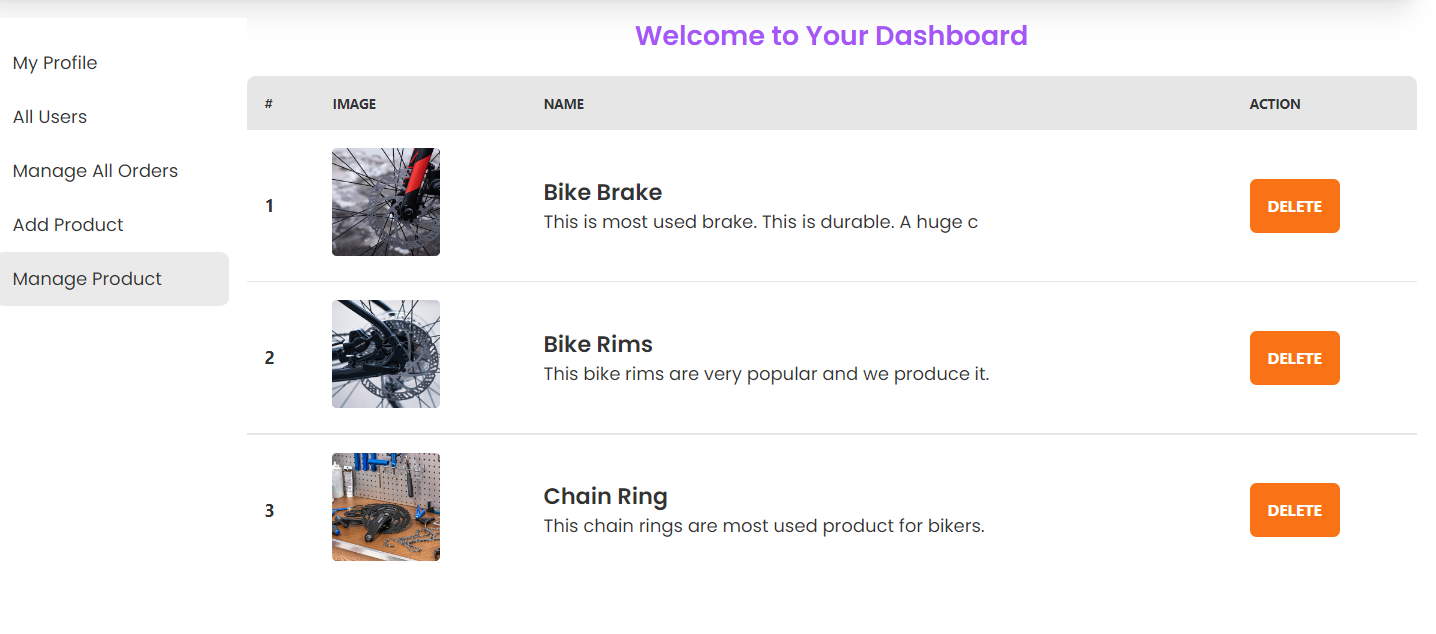 Welcome to Your Dashboard
My Profile
All Users
Manage All Orders
Add Product
Manage Product
# IMAGE NAME ACTION
1
Bike Brake
This is most used brake. This is durable. A huge c
DELETE
2
Bike Rims
This bike rims are very popular and we produce it.
DELETE
3
Chain Ring
This chain rings are most used product for bikers.
DELETE